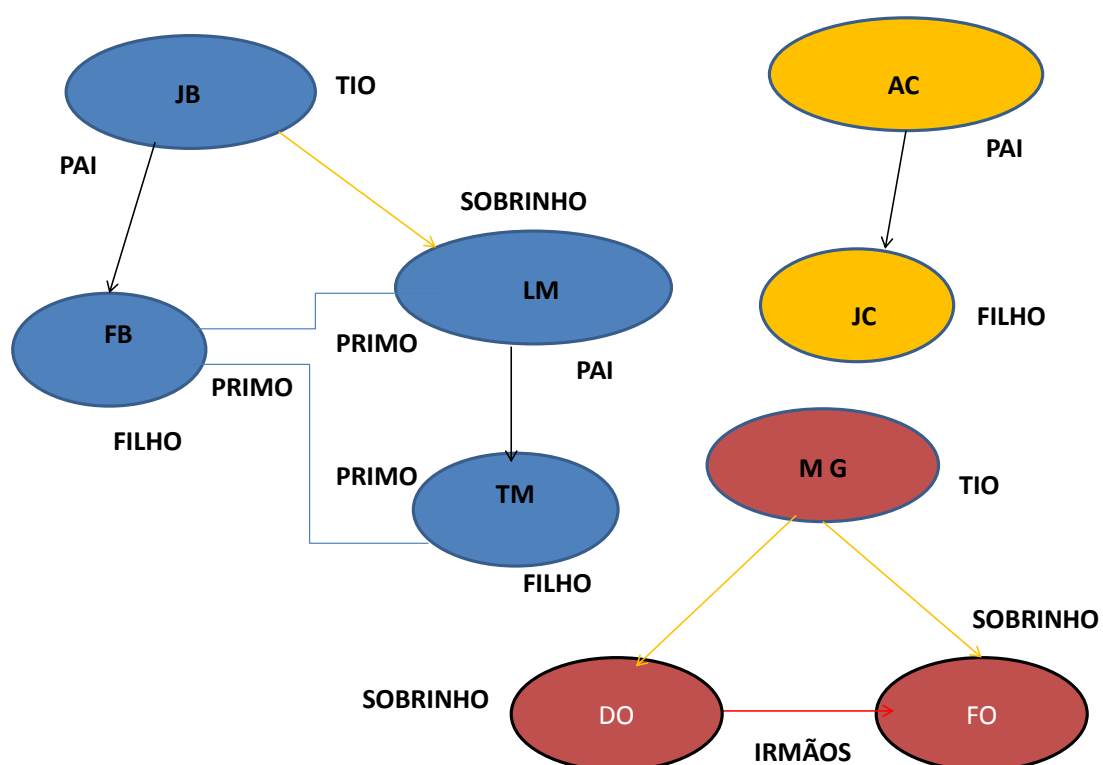 JB
TIO
PAI
SOBRINHO
LM
FB
PRIMO
PAI
PRIMO
FILHO
PRIMO
TM
FILHO
AC
PAI
JC
FILHO
M G
TIO
SOBRINHO
SOBRINHO
DO
FO
IRMÃOS